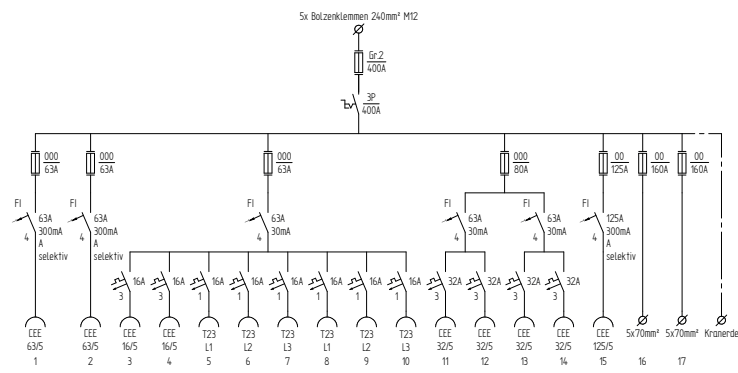 5x Bolzenklemmen 240mm² M12
Gr.2
400A
3P
400A
000
63A
000
63A
000
63A
000
80A
00
125A
00
160A
00
160A
FI
63A
300mA
4
A
selektiv
FI
63A
300mA
4
A
selektiv
FI
63A
30mA
4
FI
63A
30mA
4
FI
63A
30mA
4
FI
125A
300mA
4
A
selektiv
16A
3
16A
3
16A
1
16A
1
16A
1
16A
1
16A
1
16A
1
32A
3
32A
3
32A
3
32A
3
CEE
63/5
1
CEE
63/5
2
CEE
16/5
3
CEE
16/5
4
T23
L1
5
T23
L2
6
T23
L3
7
T23
L1
8
T23
L2
9
T23
L3
10
CEE
32/5
11
CEE
32/5
12
CEE
32/5
13
CEE
32/5
14
CEE
125/5
15
5x70mm²
16
5x70mm²
17
Kranerde